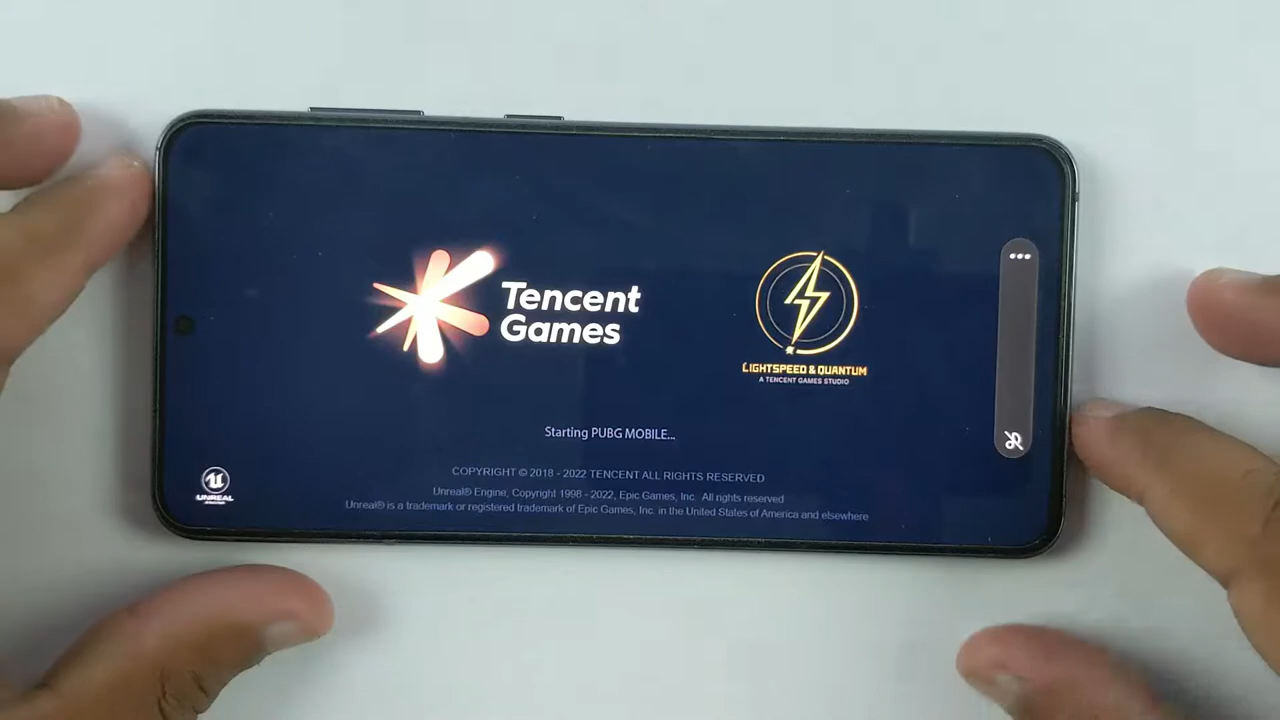 Tencent
Games
LIGHTSPEED & QUANTUM
A TENCENT GAMES STUDIO
Starting PUBG MOBILE...
COPYRIGHT © 2018 - 2022 TENCENT ALL RIGHTS RESERVED
Unreal® Engine, Copyright 1998 - 2022, Epic Games, Inc. All rights reserved
Unreal® is a trademark or registered trademark of Epic Games, Inc. in the United States of America and elsewhere
UNREAL